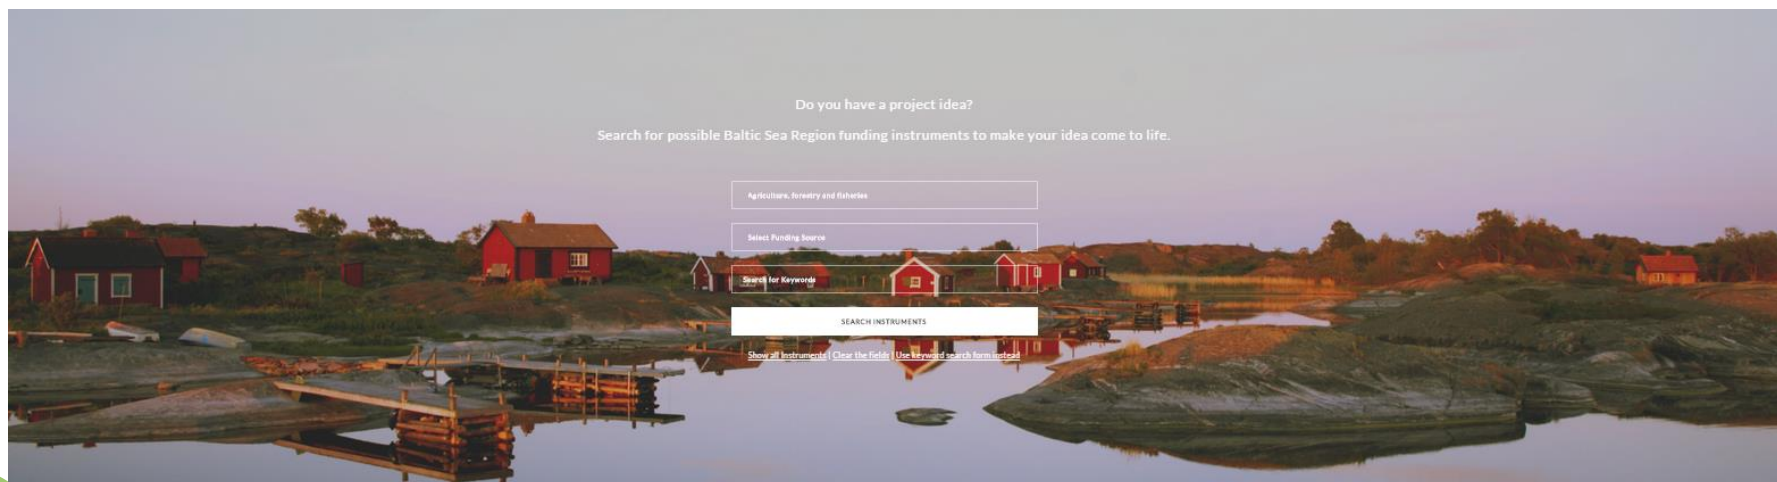 Do you have a project idea?
Search for possible Baltic Sea Region funding instruments to make your idea come to life.
Agriculture, forestry and fisheries
Select Funding Source
Search for Keywords
SEARCH INSTRUMENTS
Show all Instruments | Clear the fields | Use keyword search form instead